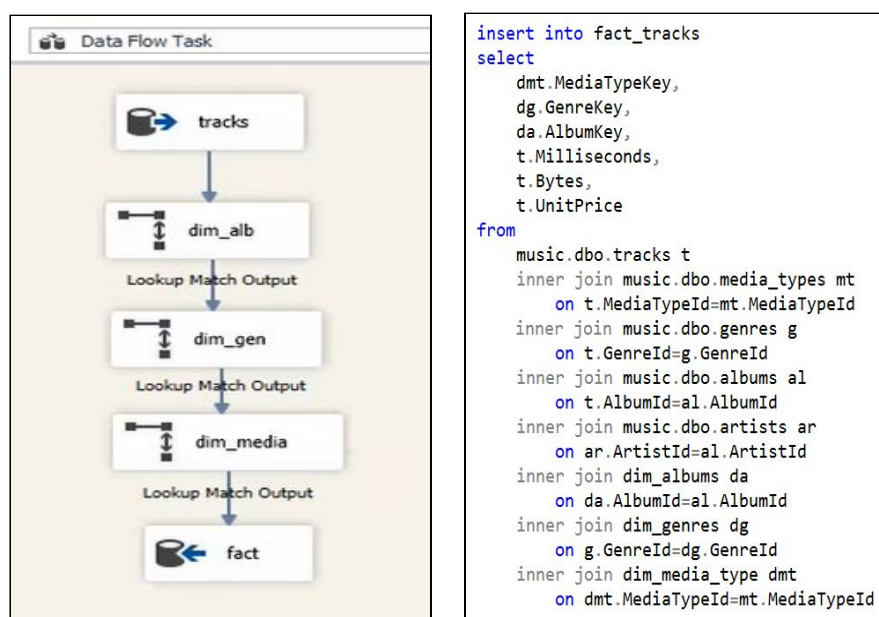 Data Flow Task
tracks
dim_alb
Lookup Match Output
dim_gen
Lookup Match Output
dim_media
Lookup Match Output
fact
insert into fact_tracks
select
dmt.MediaTypeKey,
dg.GenreKey,
da.AlbumKey,
t.Milliseconds,
t.Bytes,
t.UnitPrice
from
music.dbo.tracks t
inner join music.dbo.media_types mt
on t.MediaTypeId=mt.MediaTypeId
inner join music.dbo.genres g
on t.GenreId=g.GenreId
inner join music.dbo.albums al
on t.AlbumId=al.AlbumId
inner join music.dbo.artists ar
on ar.ArtistId=al.ArtistId
inner join dim_albums da
on da.AlbumId=al.AlbumId
inner join dim_genres dg
on g.GenreId=dg.GenreId
inner join dim_media_type dmt
on dmt.MediaTypeId=mt.MediaTypeId